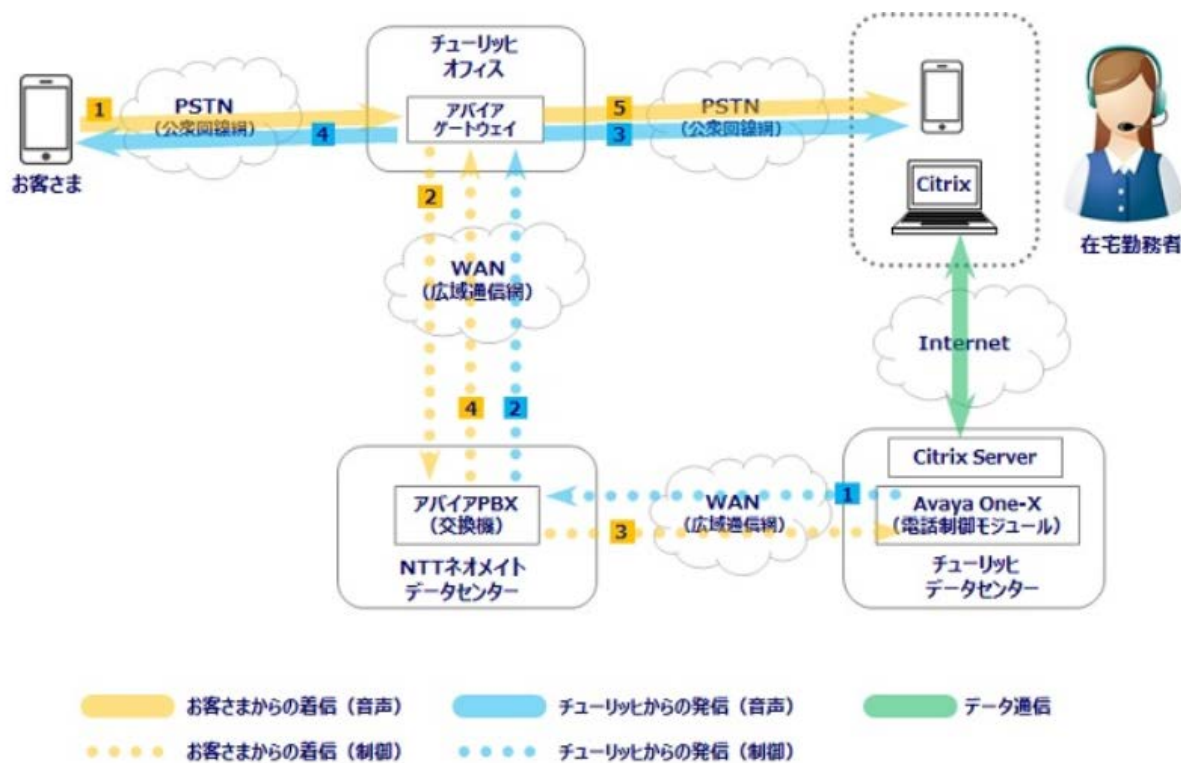 チューリッヒ
オフィス
アバイア
ゲートウェイ
1
PSTN
(公衆回線網)
4
お客さま
5
PSTN
3
(公衆回線網)
Citrix
在宅勤務者
2
WAN
(広域通信網)
Internet
4
2
アバイアPBX
(交換機)
NTTネオメイト
データセンター
WAN
(広域通信網)
1
3
Citrix Server
Avaya One-X
(電話制御モジュール)
チューリッヒ
データセンター
お客さまからの着信（音声）
チューリッヒからの発信（音声）
データ通信
お客さまからの着信（制御）
チューリッヒからの発信（制御）